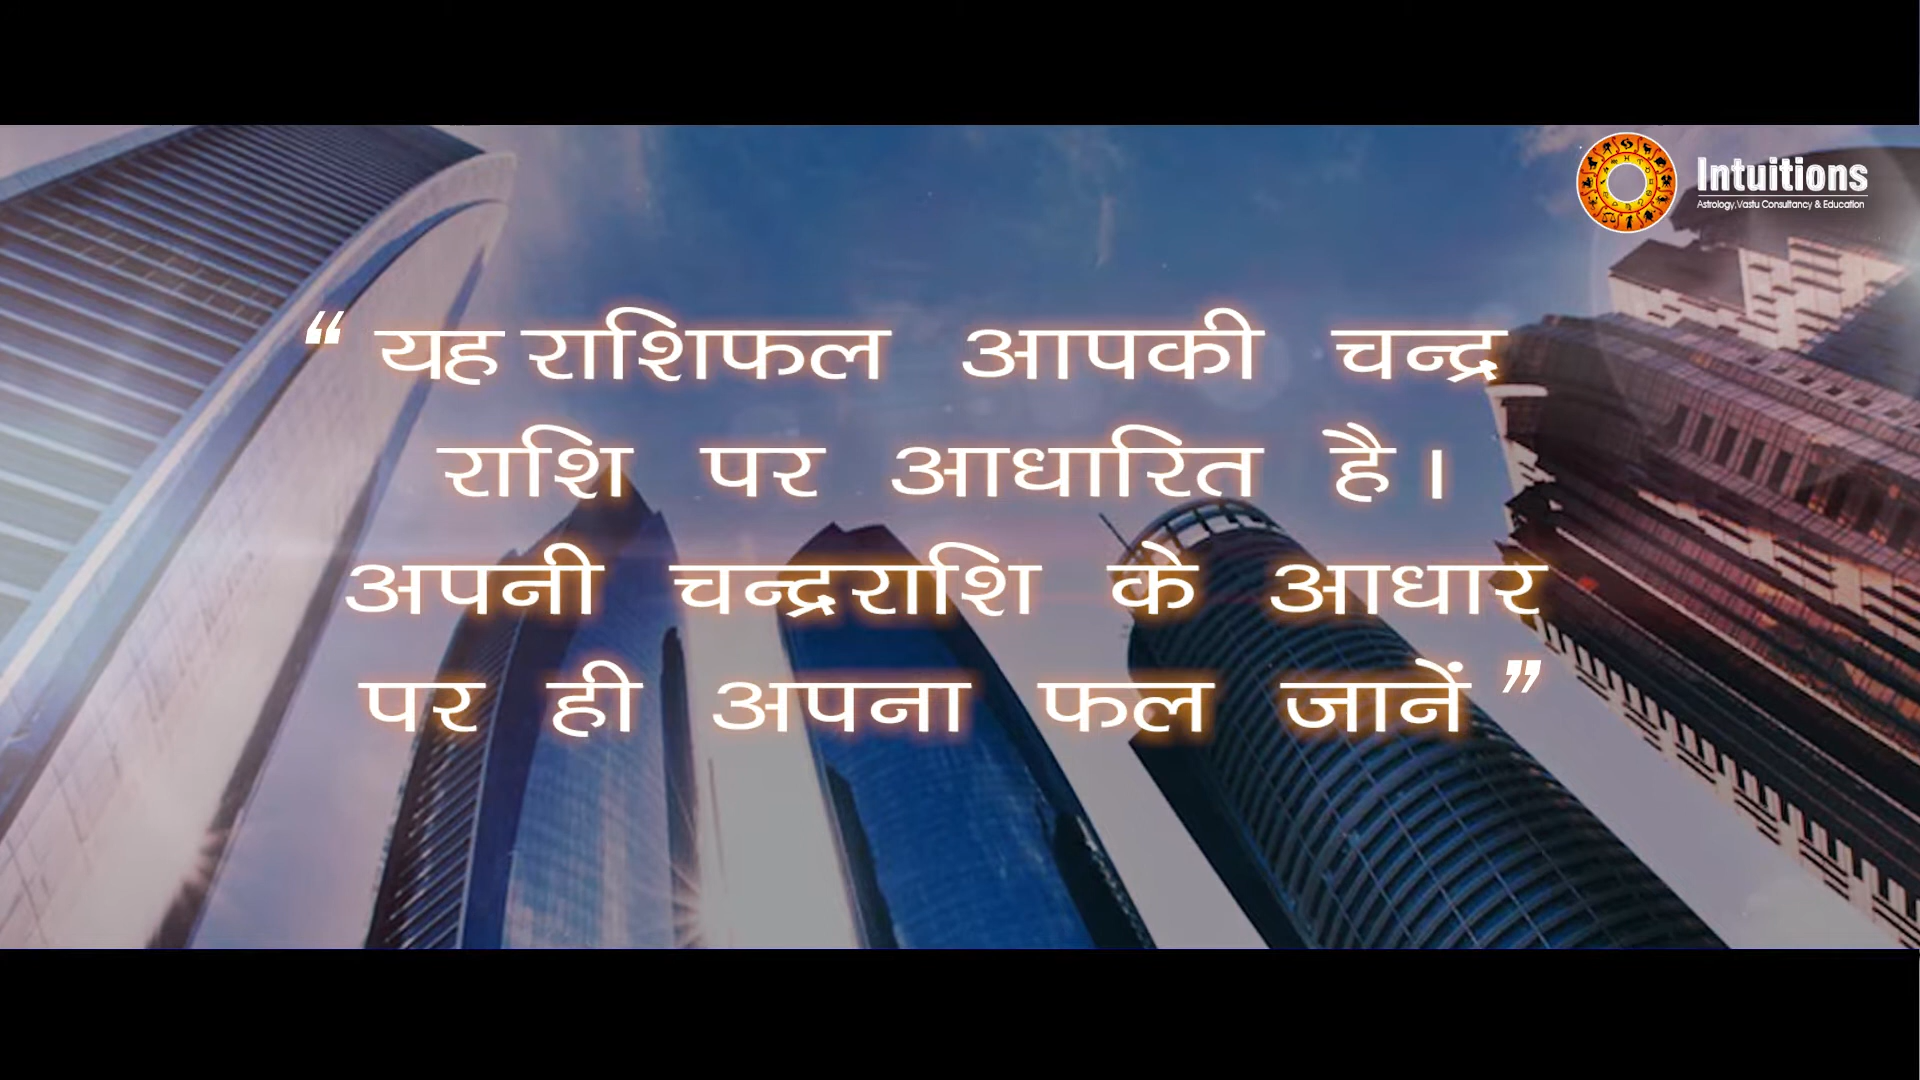 Intuitions
Astrology,Vastu Consultancy & Education
“ यह राशिफल आपकी चन्द्र
राशि पर आधारित है ।
अपनी चन्द्रराशि के आधार
पर ही अपना फल जानें ”